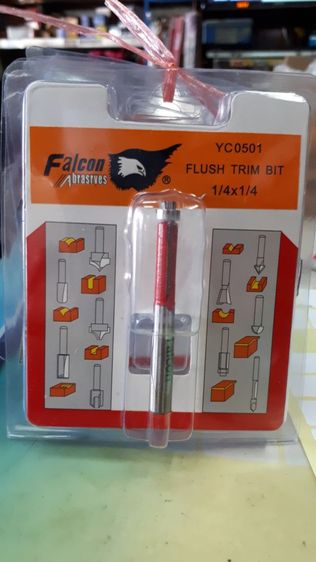 Falcon
Abrasives
®
YC0501
FLUSH TRIM BIT
1/4x1/4